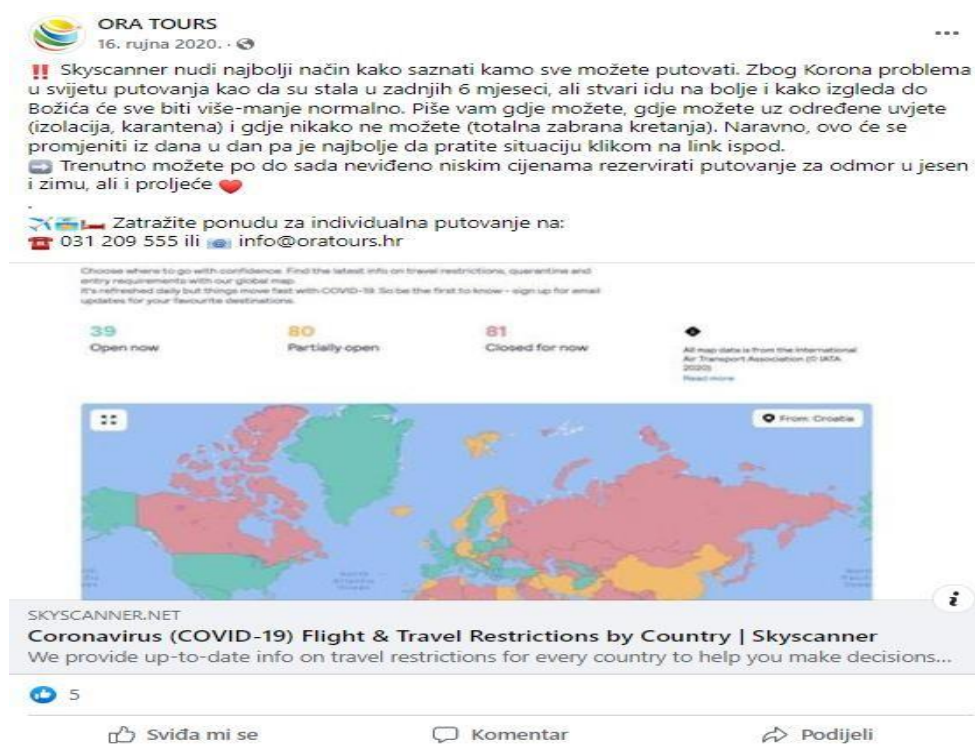 ORA TOURS
16. rujna 2020. ·
‼ Skyscanner nudi najbolji način kako saznati kamo sve možete putovati. Zbog Korona problema
u svijetu putovanja kao da su stala u zadnjih 6 mjeseci, ali stvari idu na bolje i kako izgleda do
Božića će sve biti više-manje normalno. Piše vam gdje možete, gdje možete uz određene uvjete
(izolacija, karantena) i gdje nikako ne možete (totalna zabrana kretanja). Naravno, ovo će se
promjeniti iz dana u dan pa je najbolje da pratite situaciju klikom na link ispod.
➡ Trenutno možete po do sada neviđeno niskim cijenama rezervirati putovanje za odmor u jesen
i zimu, ali i proljeće ❤
.
Zatražite ponudu za individualna putovanje na:
☎ 031 209 555 ili 📧 info@oratours.hr
Choose where to go with confidence. Find the latest info on travel restrictions, quarantine and
entry requirements with our global map.
It's refreshed daily but things move fast with COVID-19. So be the first to know – sign up for email
updates for your favourite destinations.
39
Open now
80
Partially open
81
Closed for now
All map data is from the International
Air Transport Association (© IATA
2020)
Read more
From: Croatia
SKYSCANNER.NET
Coronavirus (COVID-19) Flight & Travel Restrictions by Country | Skyscanner
We provide up-to-date info on travel restrictions for every country to help you make decisions...
5
Sviđa mi se
Komentar
Podijeli